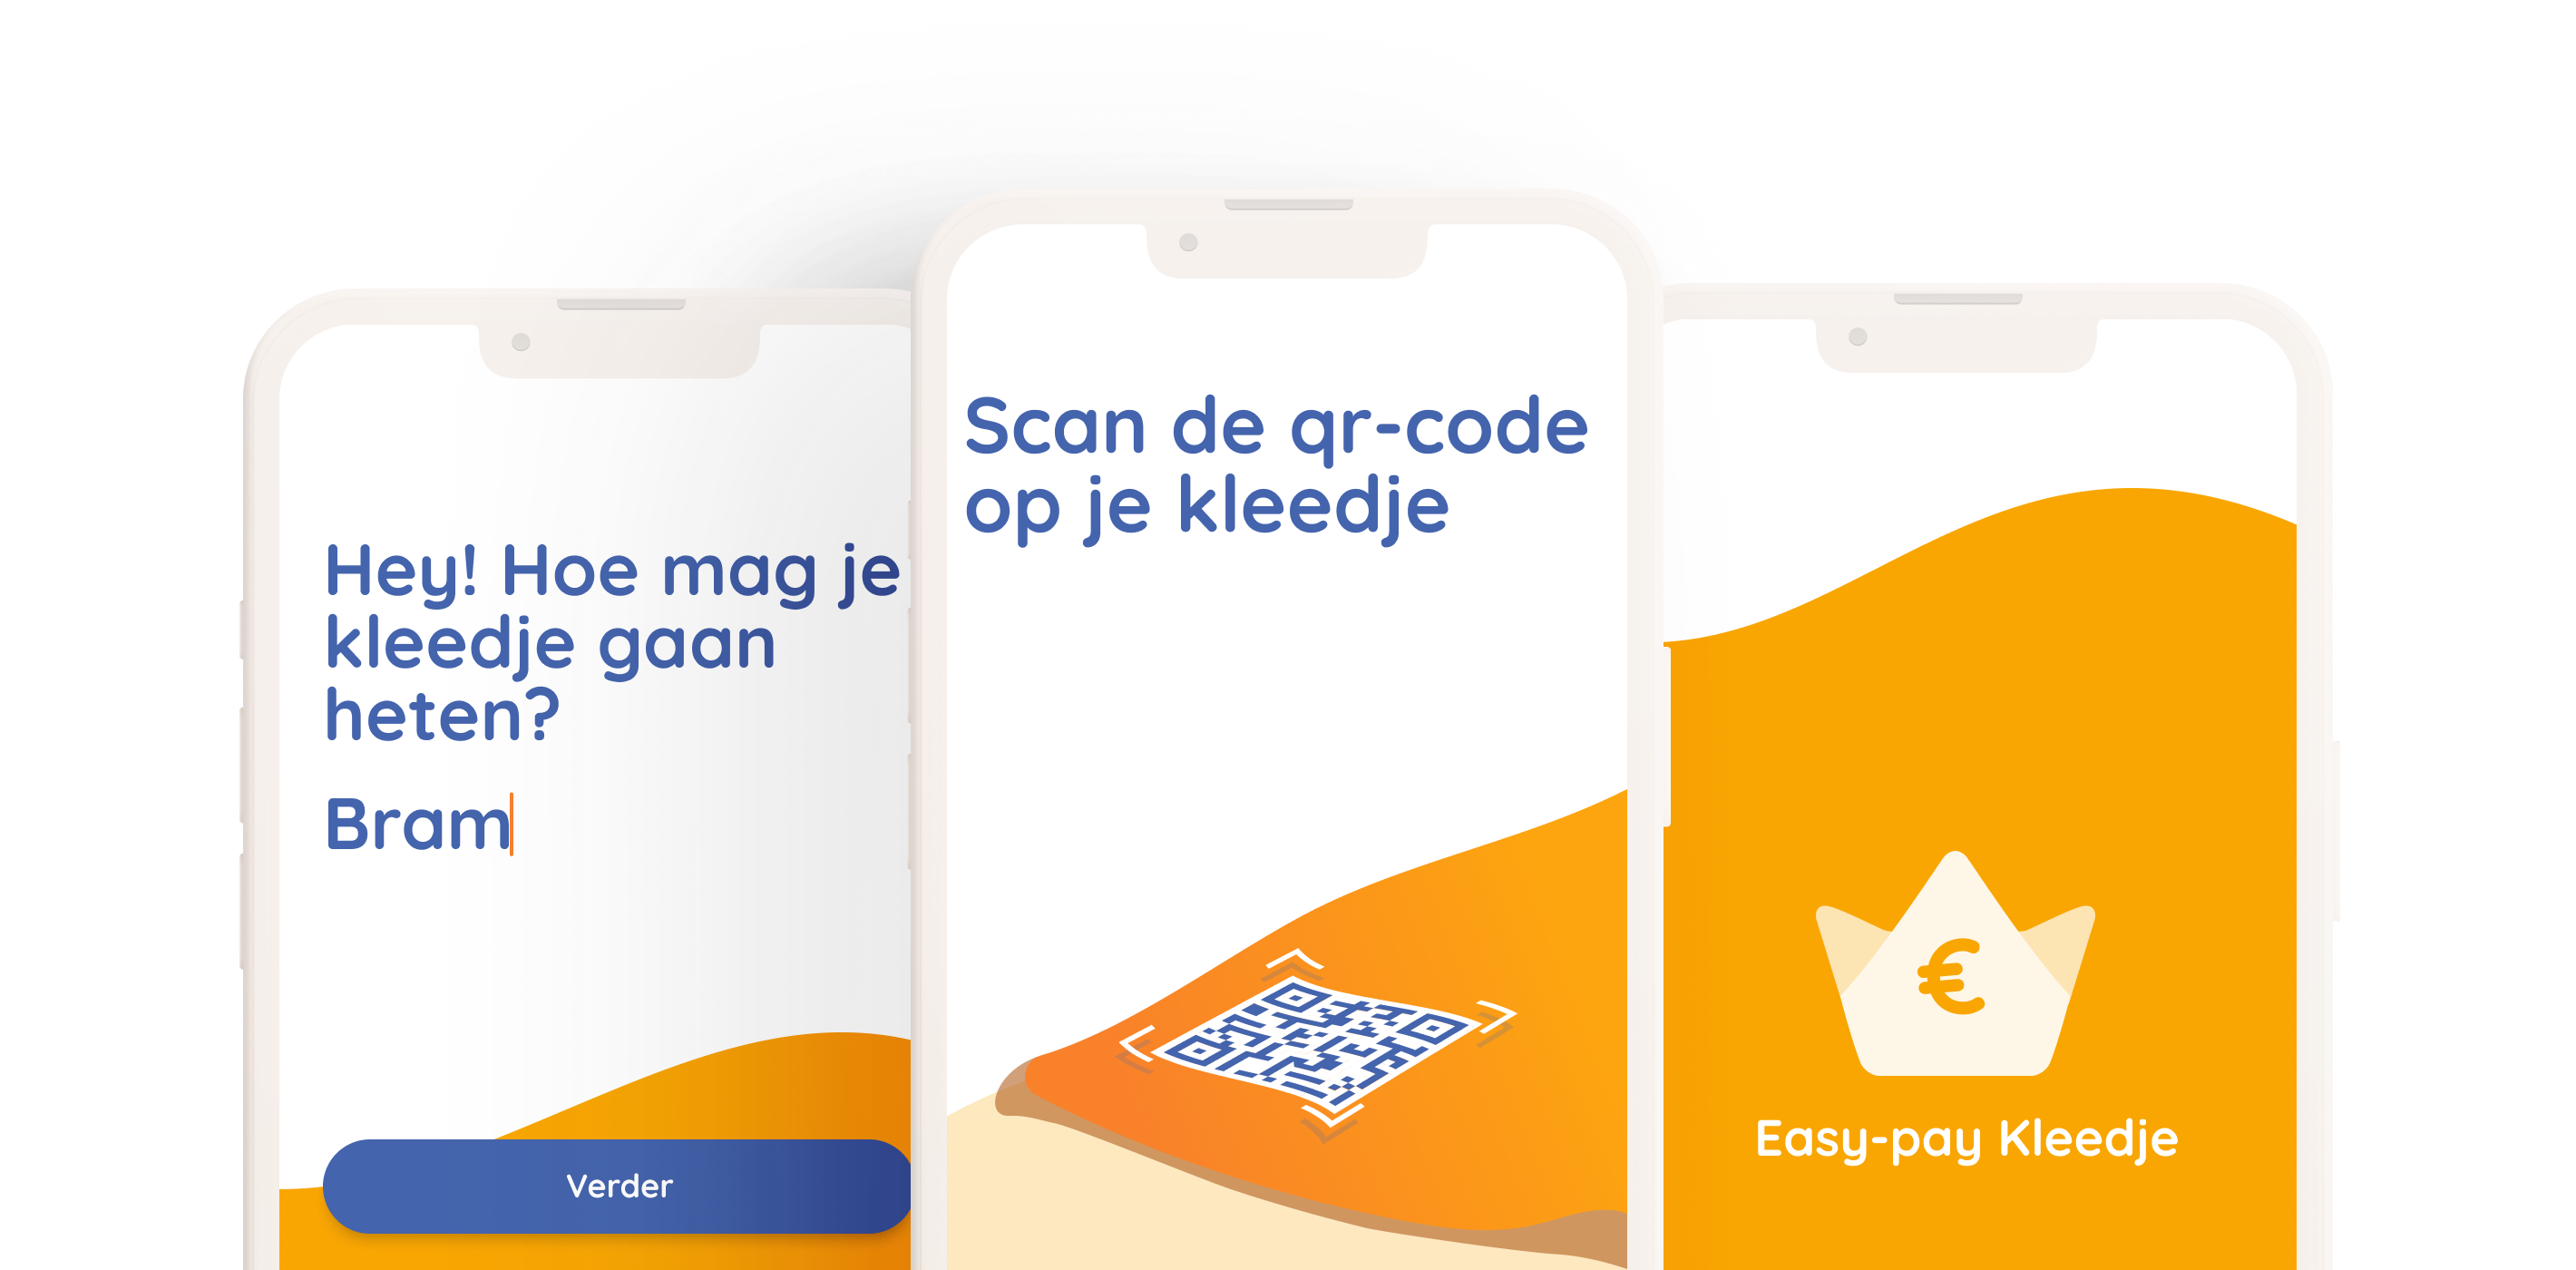 Hey! Hoe mag je
kleedje gaan
heten?
Bram
Verder
Scan de qr-code
op je kleedje
€
Easy-pay Kleedje